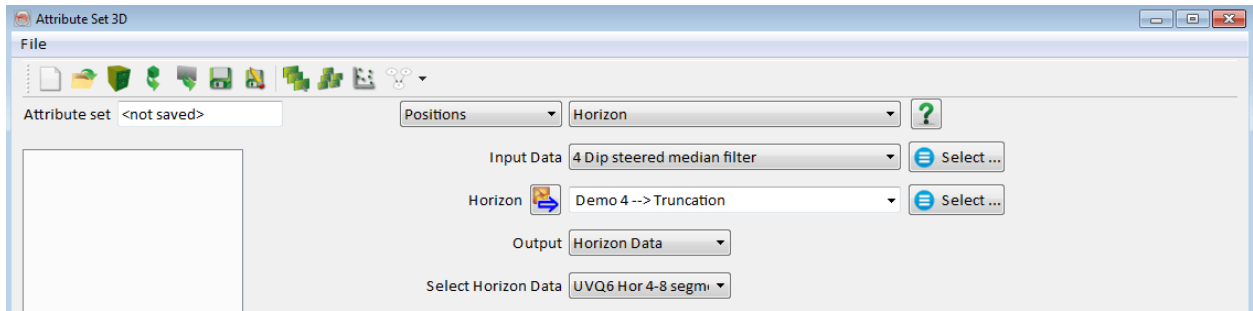 Attribute Set 3D
File
Attribute set <not saved> Positions Horizon ?
Input Data 4 Dip steered median filter Select ...
Horizon Demo 4 --> Truncation Select ...
Output Horizon Data
Select Horizon Data UVQ6 Hor 4-8 segm